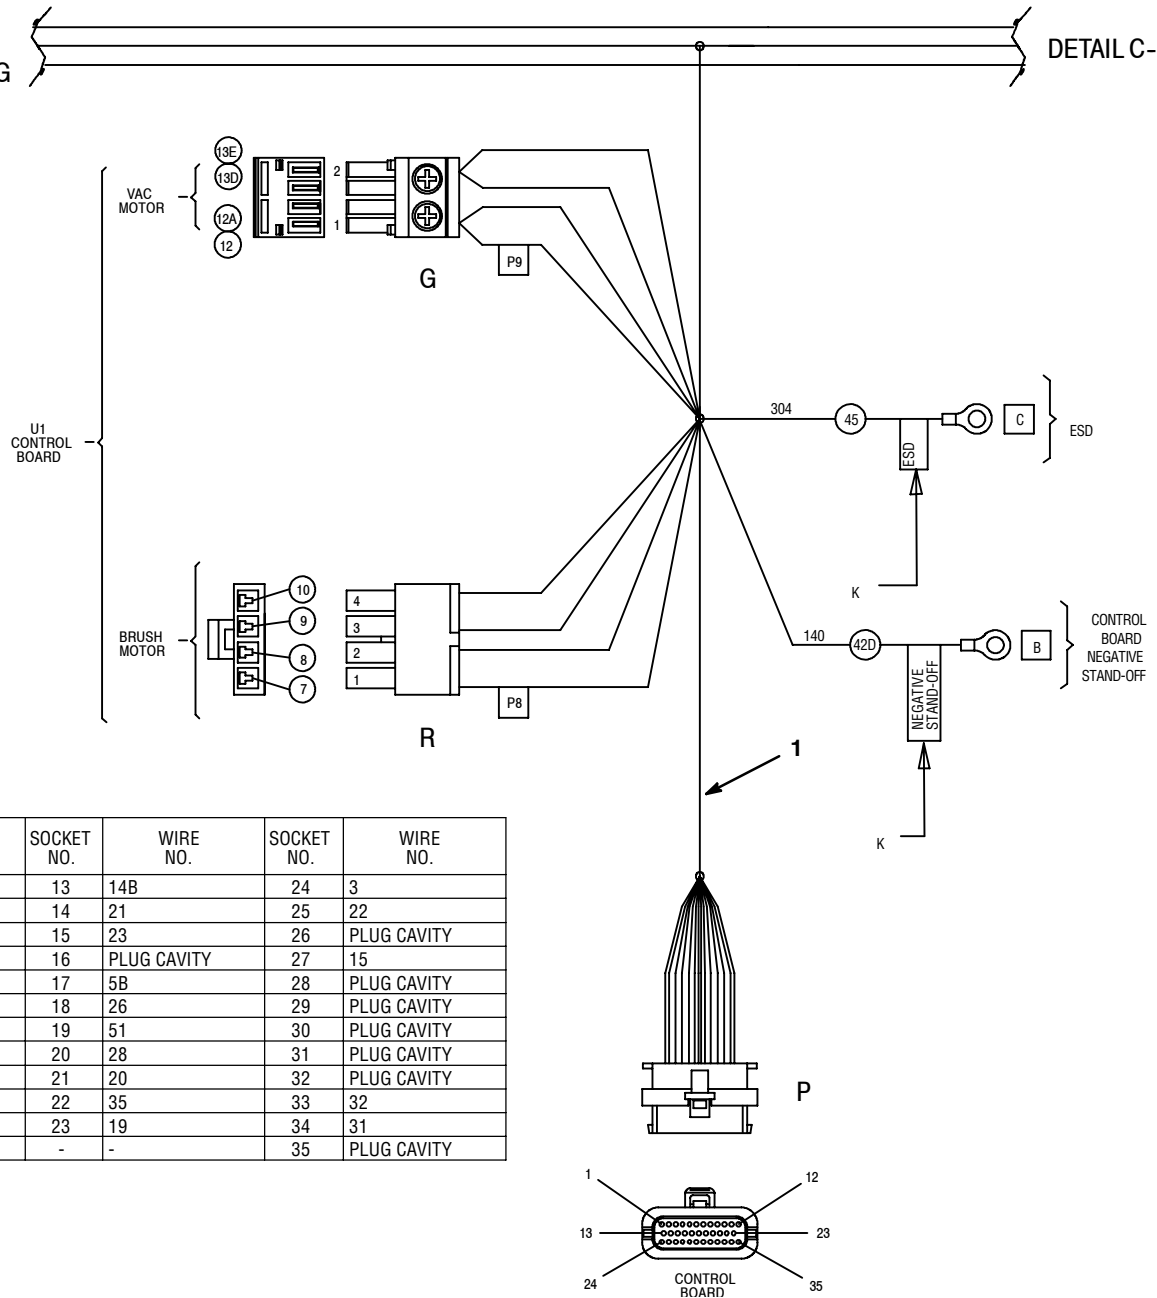 DETAIL C-
G
13E
13D
VAC
MOTOR
12A
12
2
1
G
P9
U1
CONTROL
BOARD
304
45
ESD
C
ESD
K
BRUSH
MOTOR
10
9
8
7
4
3
2
1
P8
R
140
42D
NEGATIVE
STAND-OFF
B
CONTROL
BOARD
NEGATIVE
STAND-OFF
K
1
SOCKET NO. WIRE NO. SOCKET NO. WIRE NO.
13 14B 24 3
14 21 25 22
15 23 26 PLUG CAVITY
16 PLUG CAVITY 27 15
17 5B 28 PLUG CAVITY
18 26 29 PLUG CAVITY
19 51 30 PLUG CAVITY
20 28 31 PLUG CAVITY
21 20 32 PLUG CAVITY
22 35 33 32
23 19 34 31
- - 35 PLUG CAVITY
P
1
12
13
23
24
35
CONTROL
BOARD